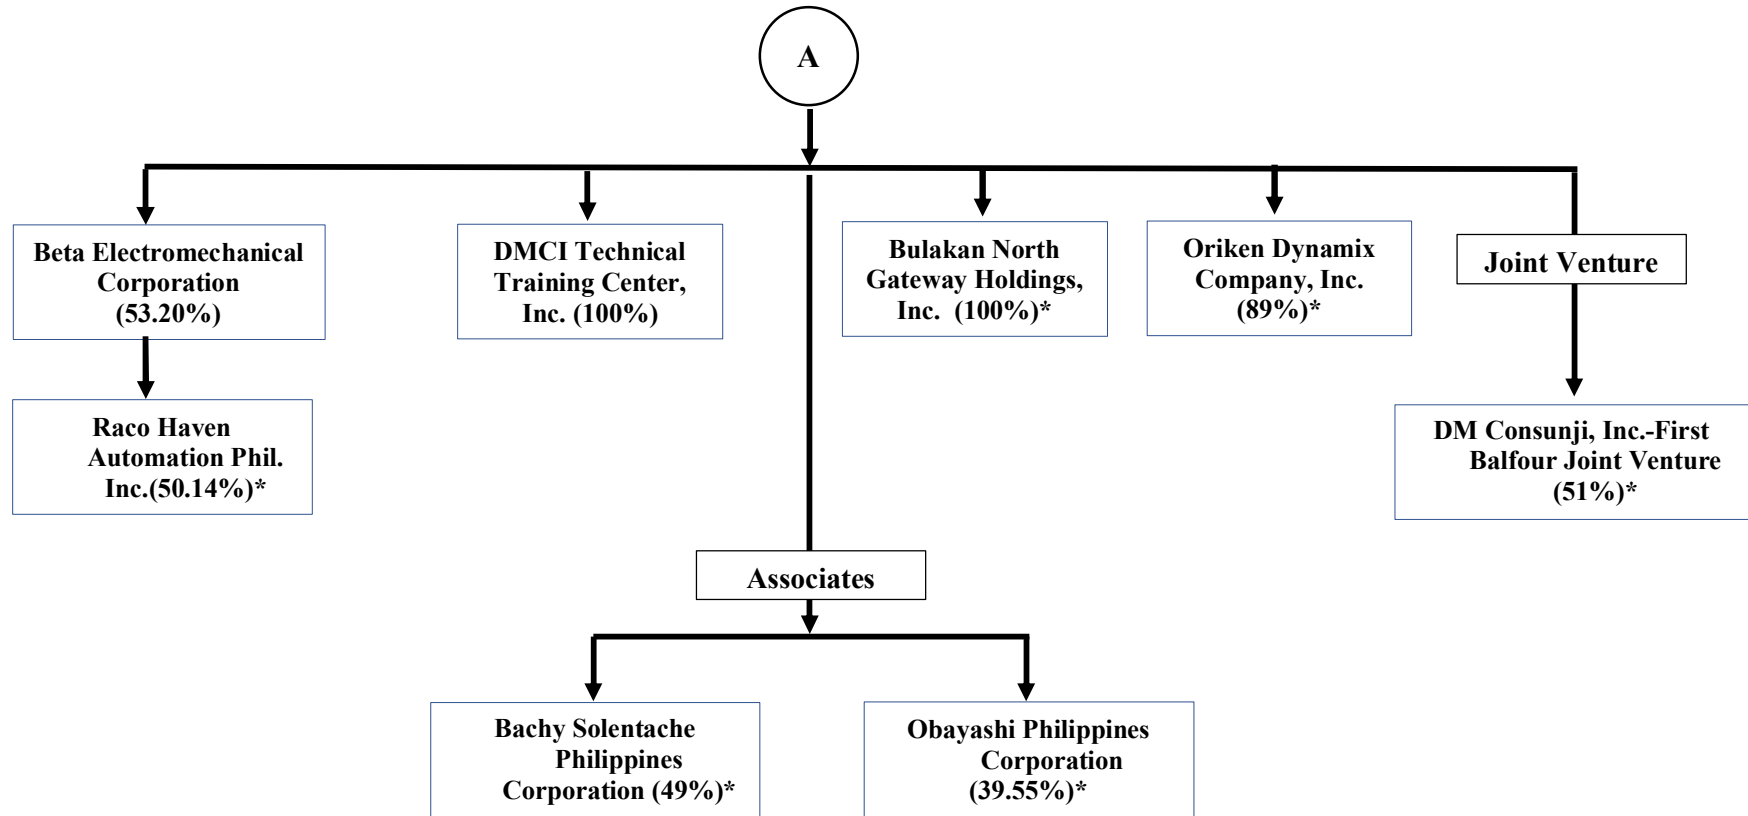 A
Beta Electromechanical
Corporation
(53.20%)
DMCI Technical
Training Center,
Inc. (100%)
Bulakan North
Gateway Holdings,
Inc. (100%)*
Oriken Dynamix
Company, Inc.
(89%)*
Joint Venture
Raco Haven
Automation Phil.
Inc.(50.14%)*
DM Consunji, Inc.-First
Balfour Joint Venture
(51%)*
Associates
Bachy Solentache
Philippines
Corporation (49%)*
Obayashi Philippines
Corporation
(39.55%)*